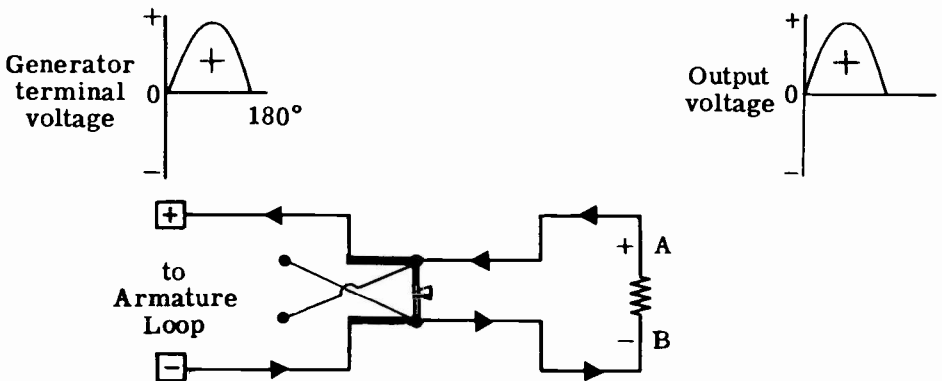 +
Generator
terminal
voltage
+
0
180°
−
+
Output
voltage
+
0
−
+
to
Armature
Loop
−
+
A
−
B